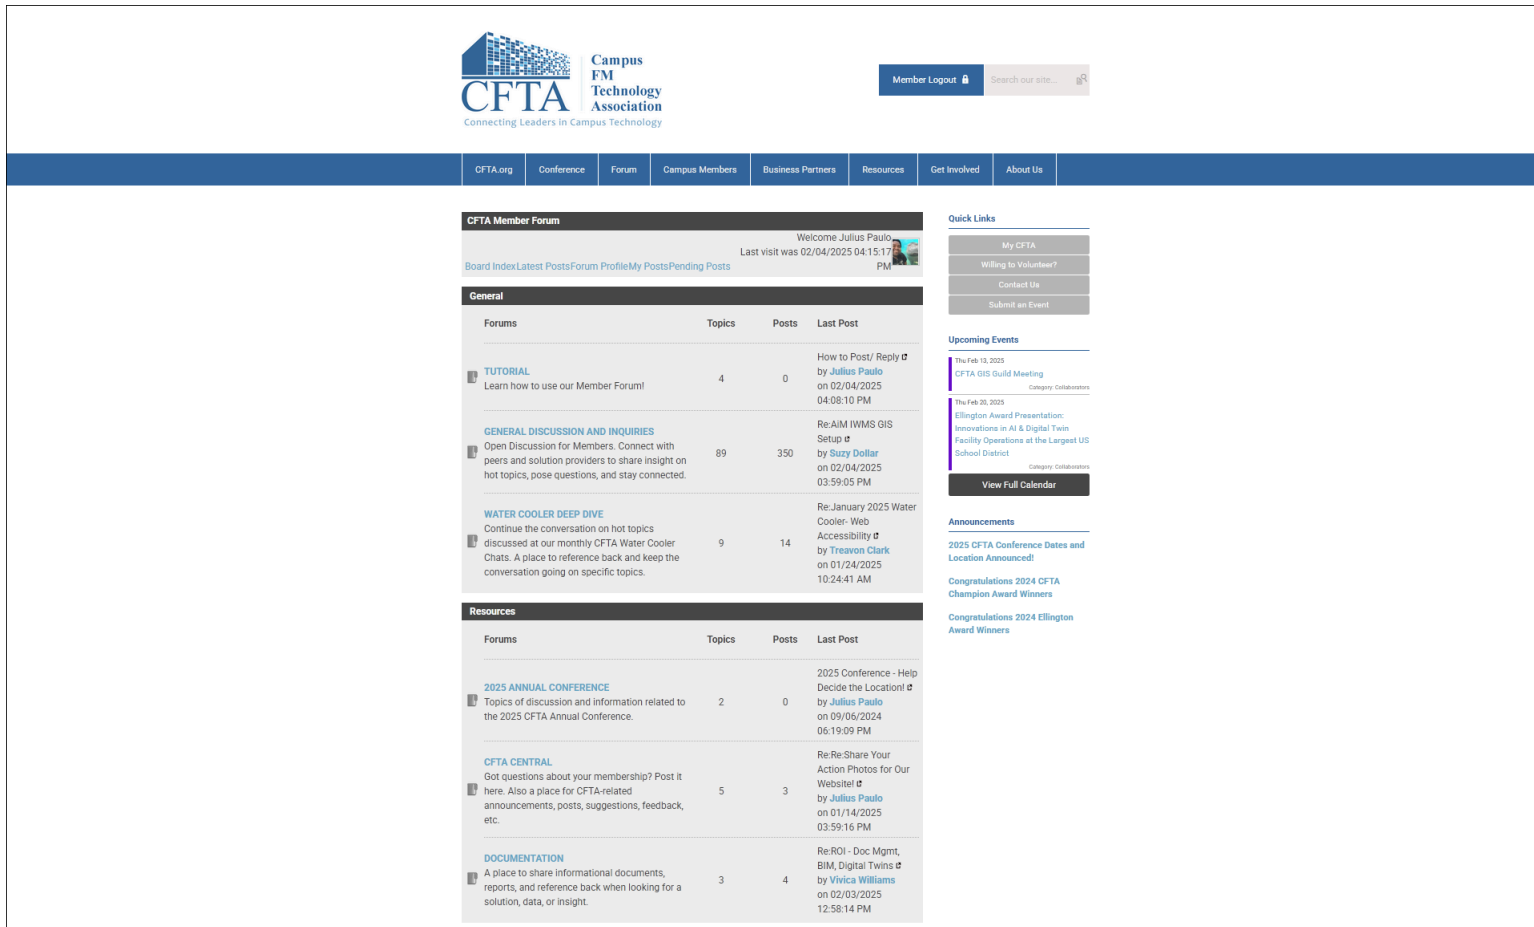 Campus
FM
Technology
Association
CFTA
Connecting Leaders in Campus Technology
Member Logout
Search our site...
CFTA.org
Conference
Forum
Campus Members
Business Partners
Resources
Get Involved
About Us
CFTA Member Forum
Welcome Julius Paulo
Last visit was 02/04/2025 04:15:17
PM
Board IndexLatest PostsForum ProfileMy PostsPending Posts
General
Forums Topics Posts Last Post
TUTORIAL
Learn how to use our Member Forum!
4
0
How to Post/ Reply
by Julius Paulo
on 02/04/2025
04:08:10 PM
GENERAL DISCUSSION AND INQUIRIES
Open Discussion for Members. Connect with
peers and solution providers to share insight on
hot topics, pose questions, and stay connected.
89
350
Re:AiM IWMS GIS
Setup
by Suzy Dollar
on 02/04/2025
03:59:05 PM
WATER COOLER DEEP DIVE
Continue the conversation on hot topics
discussed at our monthly CFTA Water Cooler
Chats. A place to reference back and keep the
conversation going on specific topics.
9
14
Re:January 2025 Water
Cooler- Web
Accessibility
by Treavon Clark
on 01/24/2025
10:24:41 AM
Resources
Forums Topics Posts Last Post
2025 ANNUAL CONFERENCE
Topics of discussion and information related to
the 2025 CFTA Annual Conference.
2
0
2025 Conference - Help
Decide the Location!
by Julius Paulo
on 09/06/2024
06:19:09 PM
CFTA CENTRAL
Got questions about your membership? Post it
here. Also a place for CFTA-related
announcements, posts, suggestions, feedback,
etc.
5
3
Re:Re:Share Your
Action Photos for Our
Website!
by Julius Paulo
on 01/14/2025
03:59:16 PM
DOCUMENTATION
A place to share informational documents,
reports, and reference back when looking for a
solution, data, or insight.
3
4
Re:ROI - Doc Mgmt,
BIM, Digital Twins
by Vivica Williams
on 02/03/2025
12:58:14 PM
Quick Links
My CFTA
Willing to Volunteer?
Contact Us
Submit an Event
Upcoming Events
Thu Feb 13, 2025
CFTA GIS Guild Meeting
Category: Collaborators
Thu Feb 20, 2025
Ellington Award Presentation:
Innovations in AI & Digital Twin
Facility Operations at the Largest US
School District
Category: Collaborators
View Full Calendar
Announcements
2025 CFTA Conference Dates and
Location Announced!
Congratulations 2024 CFTA
Champion Award Winners
Congratulations 2024 Ellington
Award Winners